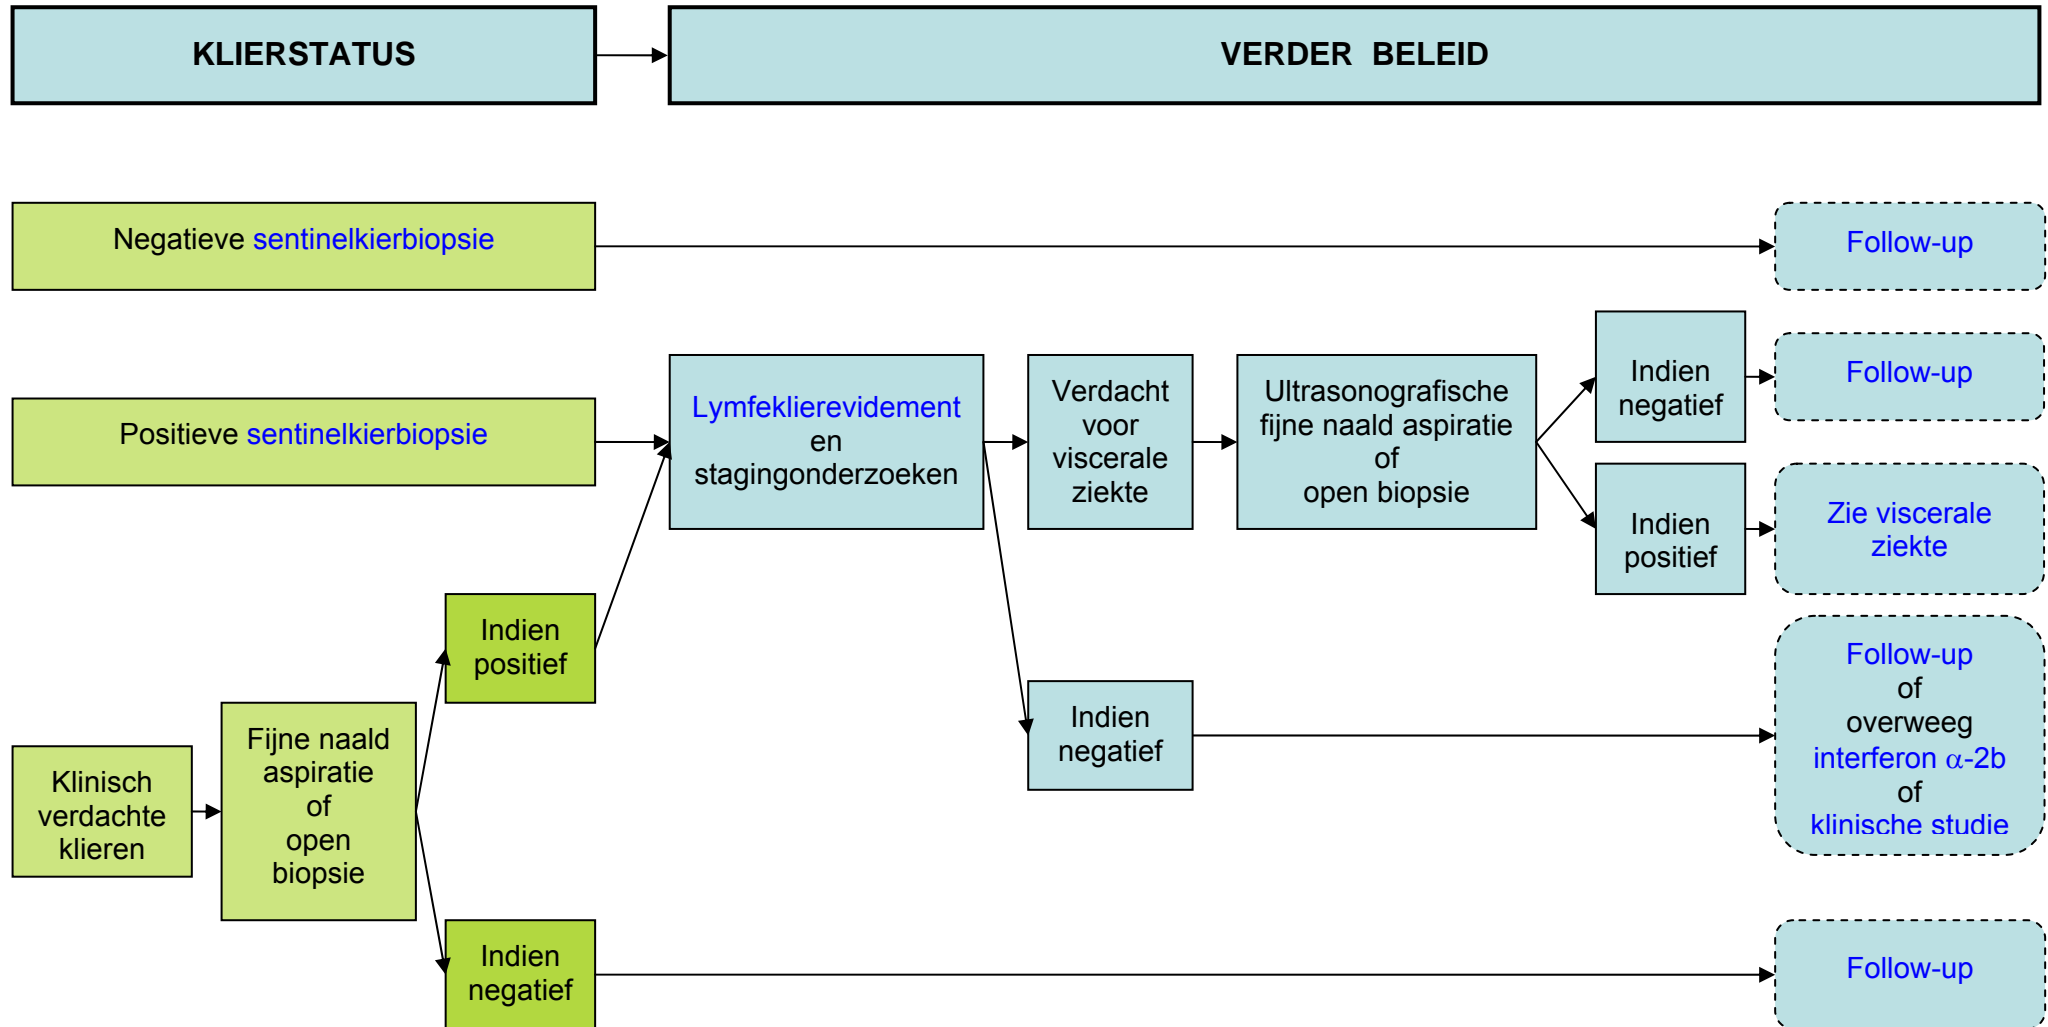 KLIERSTATUS
VERDER BELEID
Negatieve sentinelkierbiopsie
Follow-up
Positieve sentinelkierbiopsie
Lymfeklierevidement
en
stagingonderzoeken
Verdacht
voor
viscerale
ziekte
Ultrasonografische
fijne naald aspiratie
of
open biopsie
Indien
negatief
Follow-up
Indien
positief
Zie viscerale
ziekte
Indien
positief
Indien
negatief
Follow-up
of
overweeg
interferon α-2b
of
klinische studie
Klinisch
verdachte
klieren
Fijne naald
aspiratie
of
open
biopsie
Indien
negatief
Follow-up